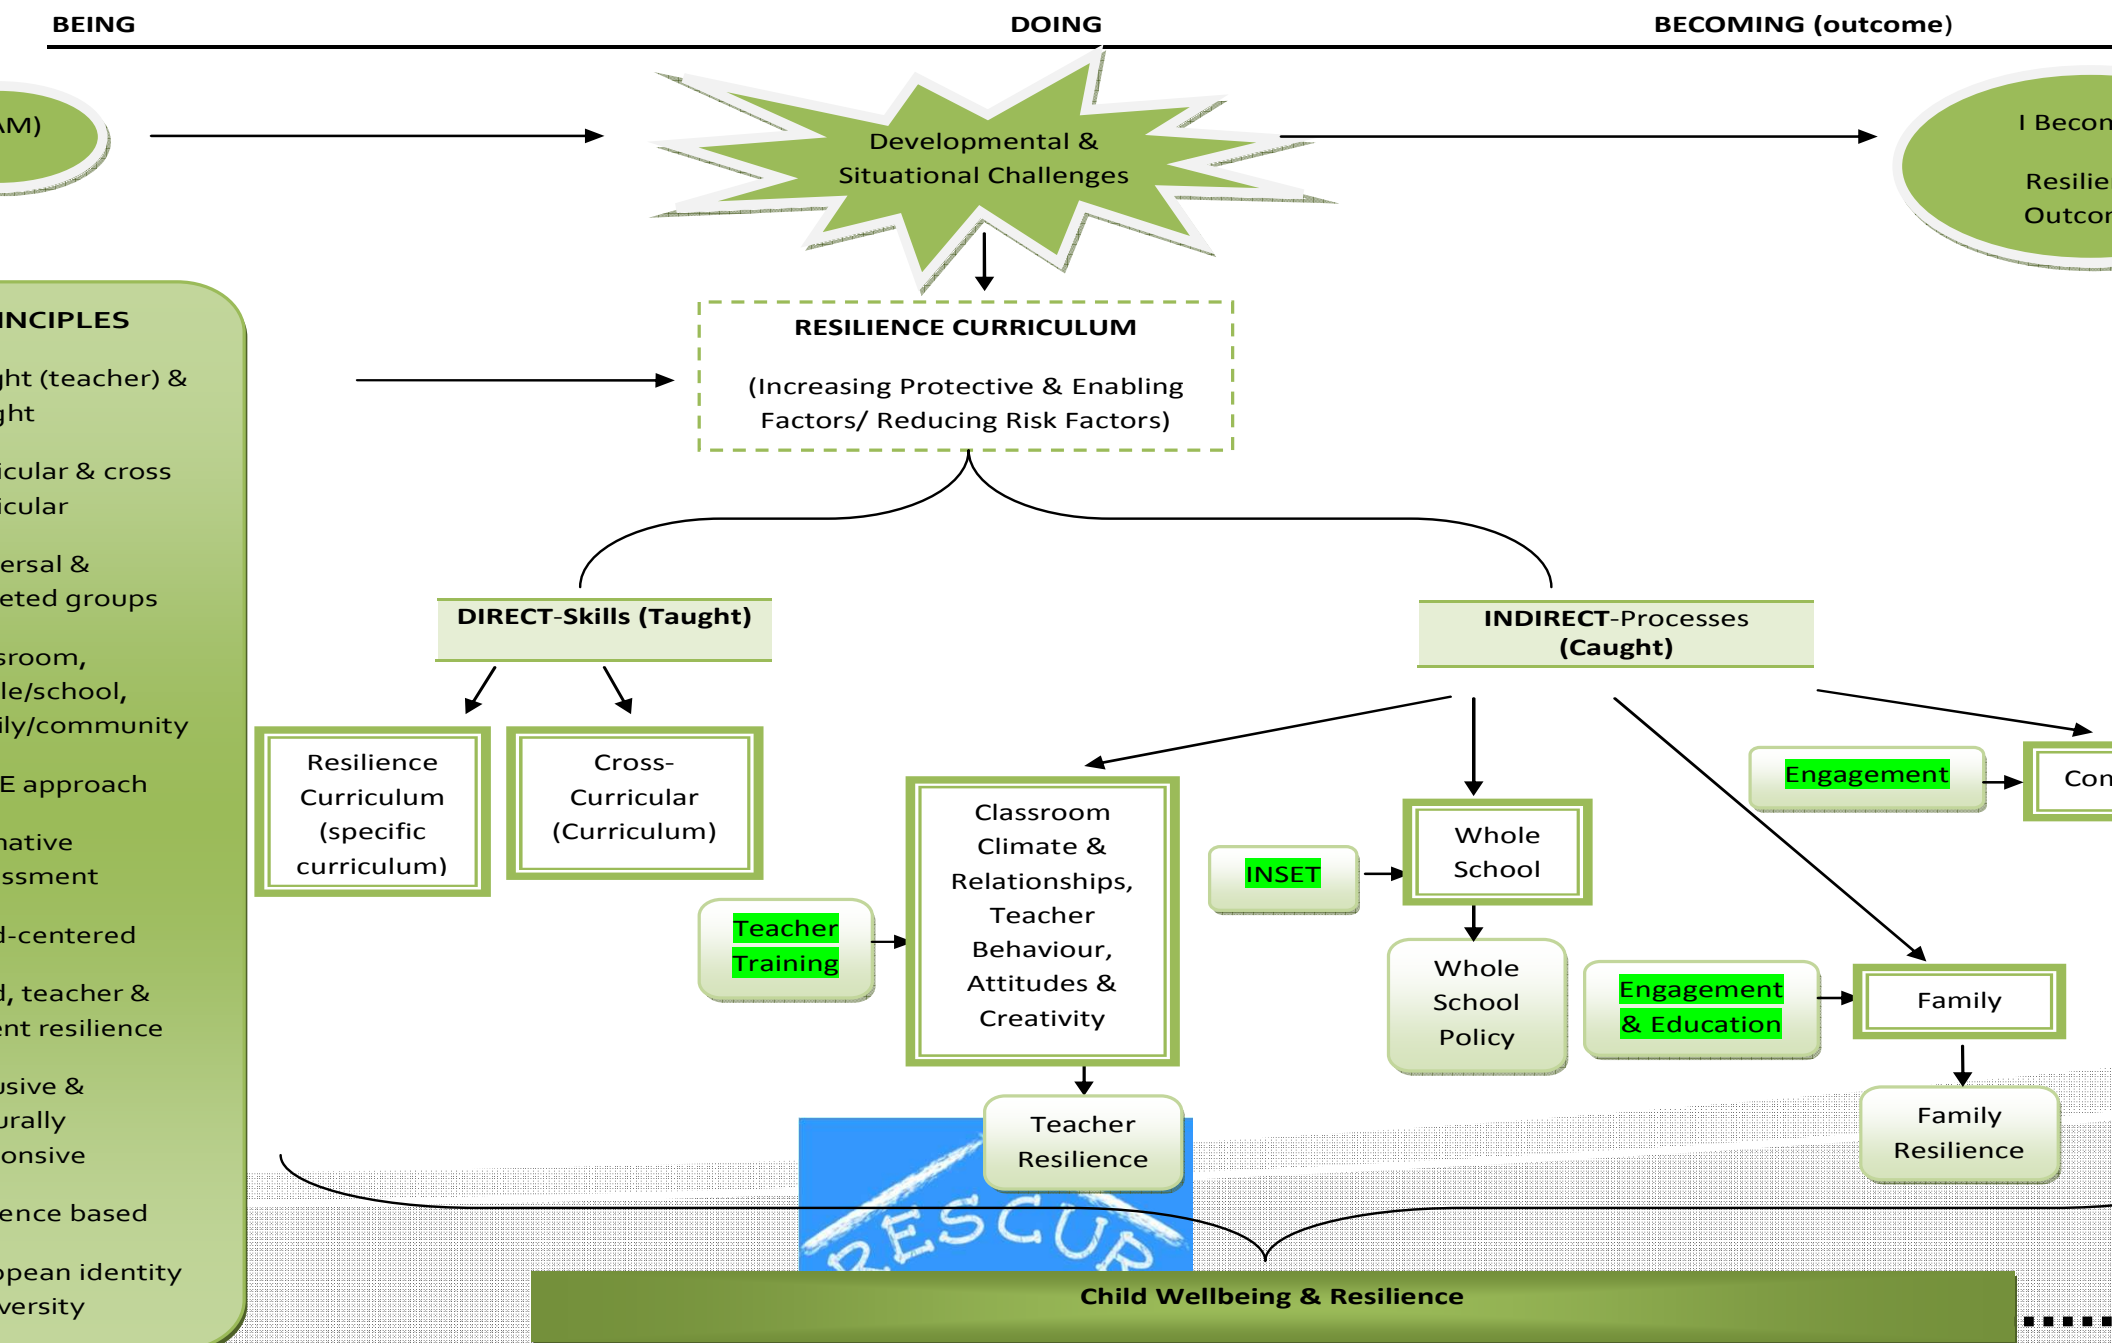 BEING
DOING
BECOMING (outcome)
AM)
Developmental &
Situational Challenges
I Becom
Resilie
Outcor
INCIPLES
ght (teacher) &
ght
icular & cross
icular
ersal &
eted groups
sroom,
le/school,
ily/community
E approach
native
ssment
d-centered
d, teacher &
ent resilience
usive &
urally
onsive
ence based
opean identity
versity
RESILIENCE CURRICULUM
(Increasing Protective & Enabling
Factors/ Reducing Risk Factors)
DIRECT-Skills (Taught)
INDIRECT-Processes
(Caught)
Resilience
Curriculum
(specific
curriculum)
Cross-
Curricular
(Curriculum)
Teacher
Training
Classroom
Climate &
Relationships,
Teacher
Behaviour,
Attitudes &
Creativity
Teacher
Resilience
INSET
Whole
School
Whole
School
Policy
Engagement
& Education
Family
Family
Resilience
Engagement
Con
RESCUR
Child Wellbeing & Resilience